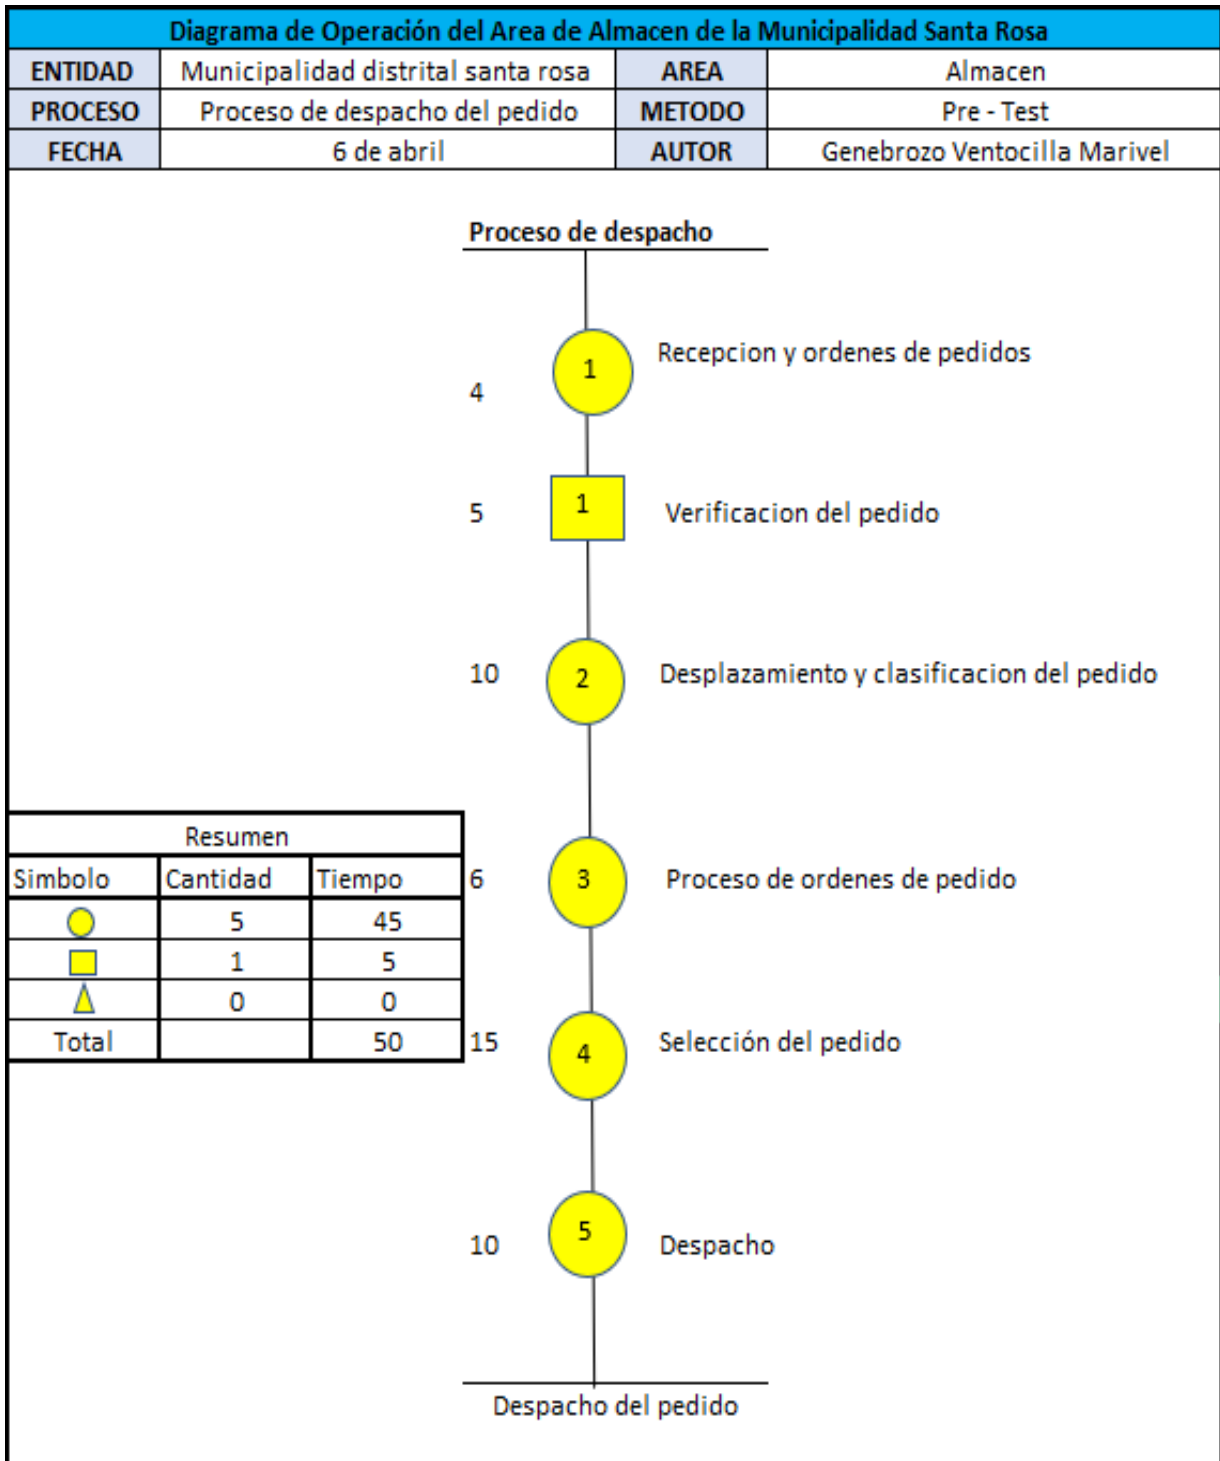 Diagrama de Operación del Area de Almacen de la Municipalidad Santa Rosa
ENTIDAD Municipalidad distrital santa rosa AREA Almacen
PROCESO Proceso de despacho del pedido METODO Pre - Test
FECHA 6 de abril AUTOR Genebrozo Ventocilla Marivel
Proceso de despacho
1 Recepcion y ordenes de pedidos
4
5 1 Verificacion del pedido
10 2 Desplazamiento y clasificacion del pedido
Resumen
Simbolo Cantidad Tiempo
5 45
1 5
0 0
Total 50
6 3 Proceso de ordenes de pedido
15 4 Selección del pedido
10 5 Despacho
Despacho del pedido